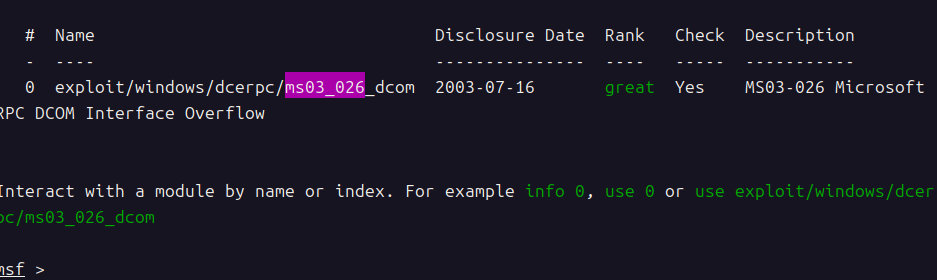 # Name Disclosure Date Rank Check Description
- ---- --------------- ---- ----- -----------
0 exploit/windows/dcerpc/ms03_026_dcom 2003-07-16 great Yes MS03-026 Microsoft
RPC DCOM Interface Overflow
Interact with a module by name or index. For example info 0, use 0 or use exploit/windows/dcer
pc/ms03_026_dcom
msf >